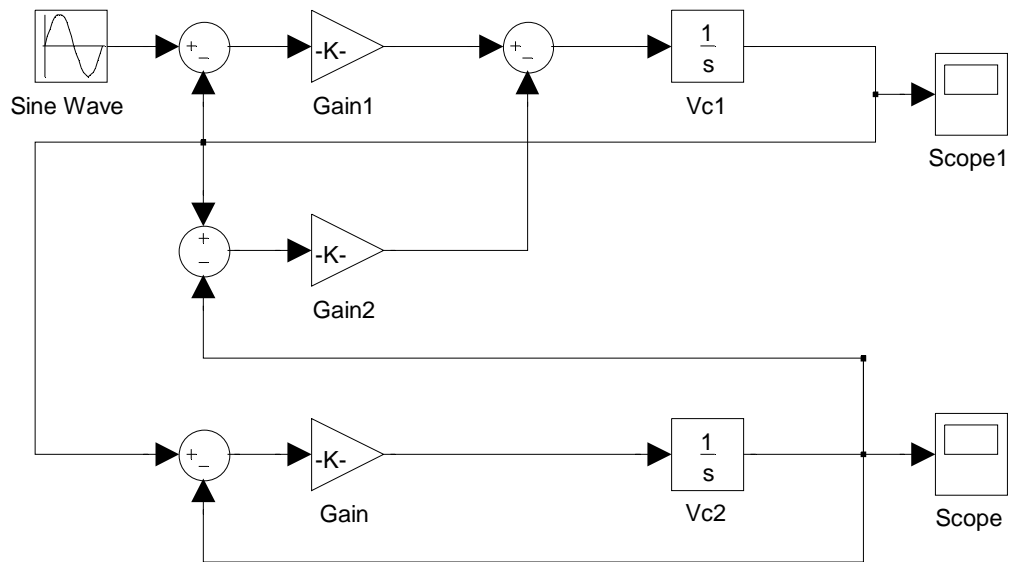 +
−
-K-
+
−
1
s
Sine Wave
Gain1
Vc1
Scope1
+
−
-K-
Gain2
+
−
-K-
1
s
Gain
Vc2
Scope